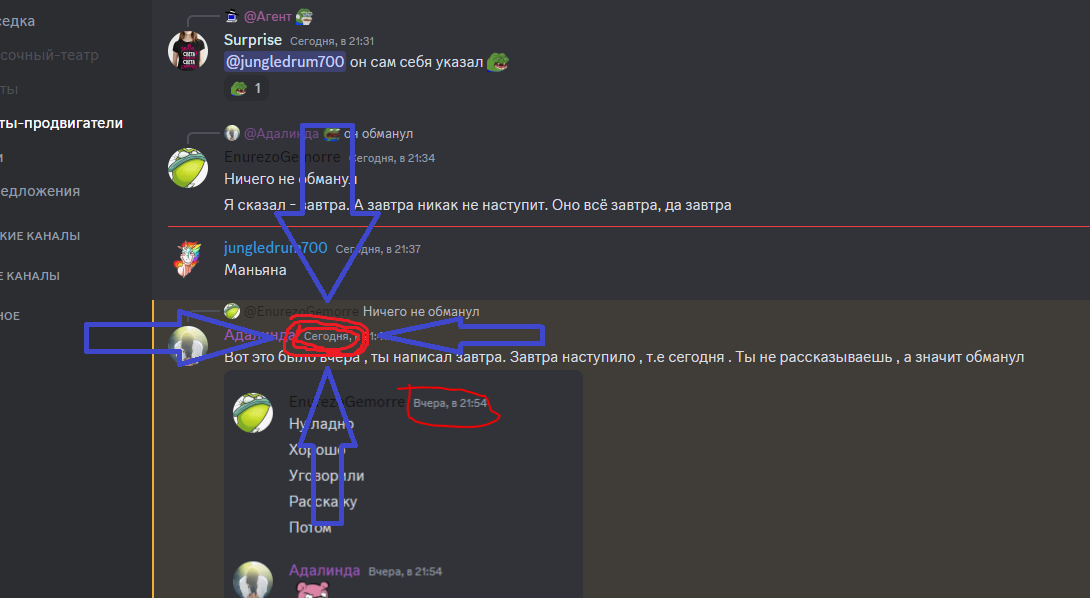 седка
@Агент
Surprise Сегодня, в 21:31
@jungledrum700 он сам себя указал
1
сочный-театр
ты
ты-продвигатели
и
едложения
КИЕ КАНАЛЫ
Е КАНАЛЫ
НОЕ
@Адалинда он обманул
EnurezoGemorre Сегодня, в 21:34
Ничего не обманул
Я сказал - завтра. А завтра никак не наступит. Оно всё завтра, да завтра
jungledrum700 Сегодня, в 21:37
Маньяна
@EnurezoGemorre Ничего не обманул
Адалинда Сегодня,
Вот это было вчера , ты написал завтра. Завтра наступило , т.е сегодня . Ты не рассказываешь , а значит обманул
EnurezoGemorre Вчера, в 21:54
Ну ладно
Хорошо
Уговорили
Расскажу
Потом
Адалинда Вчера, в 21:54